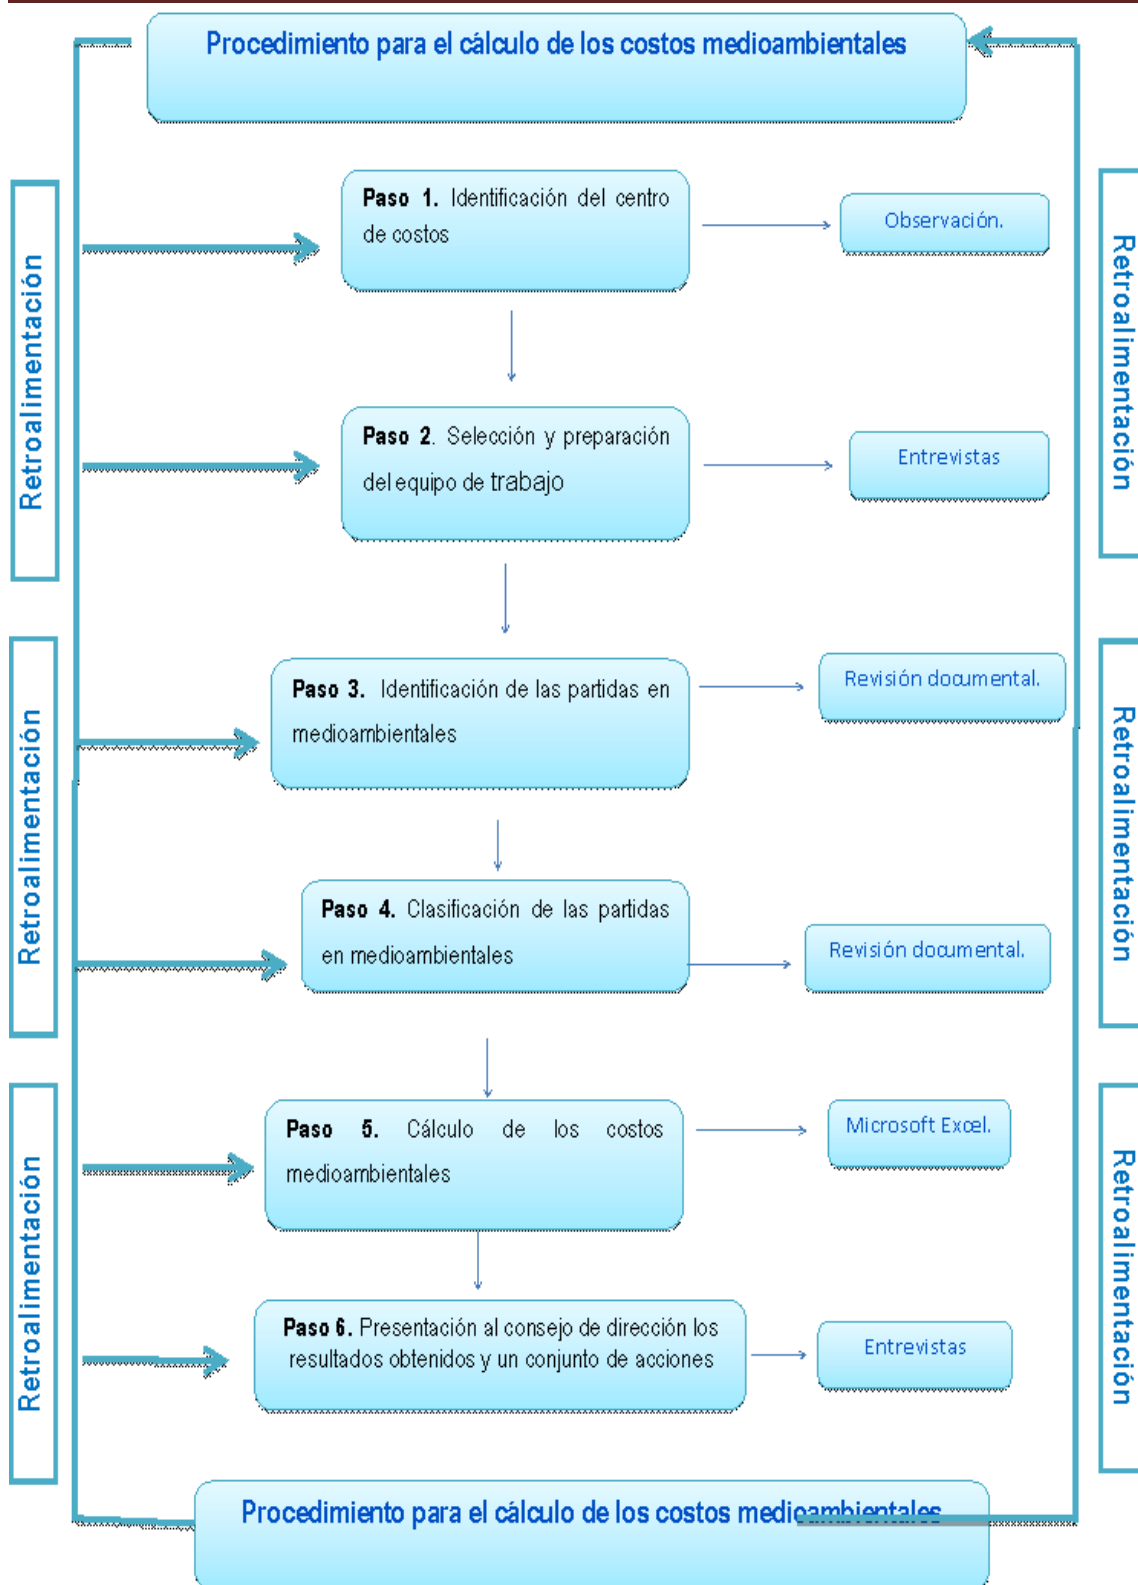 Procedimiento para el cálculo de los costos medioambientales
Retroalimentación
Retroalimentación
Paso 1. Identificación del centro
de costos
Observación.
Paso 2. Selección y preparación
del equipo de trabajo
Entrevistas
Retroalimentación
Retroalimentación
Paso 3. Identificación de las partidas en
medioambientales
Revisión documental.
Paso 4. Clasificación de las partidas
en medioambientales
Revisión documental.
Retroalimentación
Retroalimentación
Paso 5. Cálculo de los costos
medioambientales
Microsoft Excel.
Paso 6. Presentación al consejo de dirección los
resultados obtenidos y un conjunto de acciones
Entrevistas
Procedimiento para el cálculo de los costos medioambientales